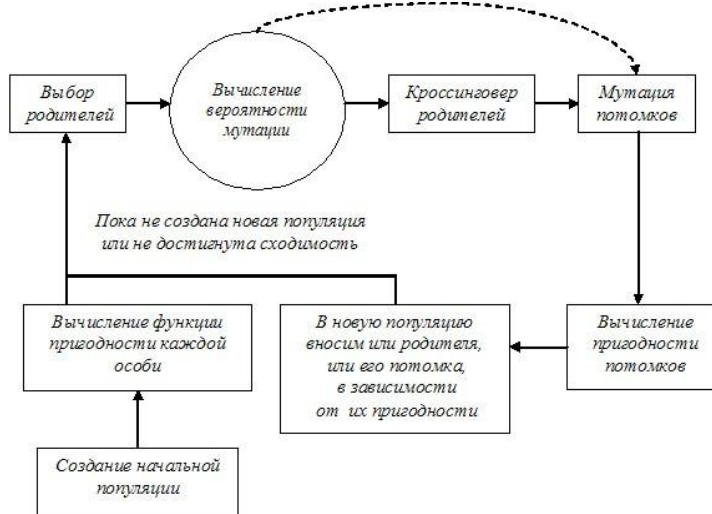 Выбор
родителей
Вычисление
вероятности
мутации
Кроссинговер
родителей
Мутация
потомков
Пока не создана новая популяция
или не достигнута сходимость
Вычисление функции
пригодности каждой
особи
В новую популяцию
вносим или родителя,
или его потомка,
в зависимости
от их пригодности
Вычисление
пригодности
потомков
Создание начальной
популяции